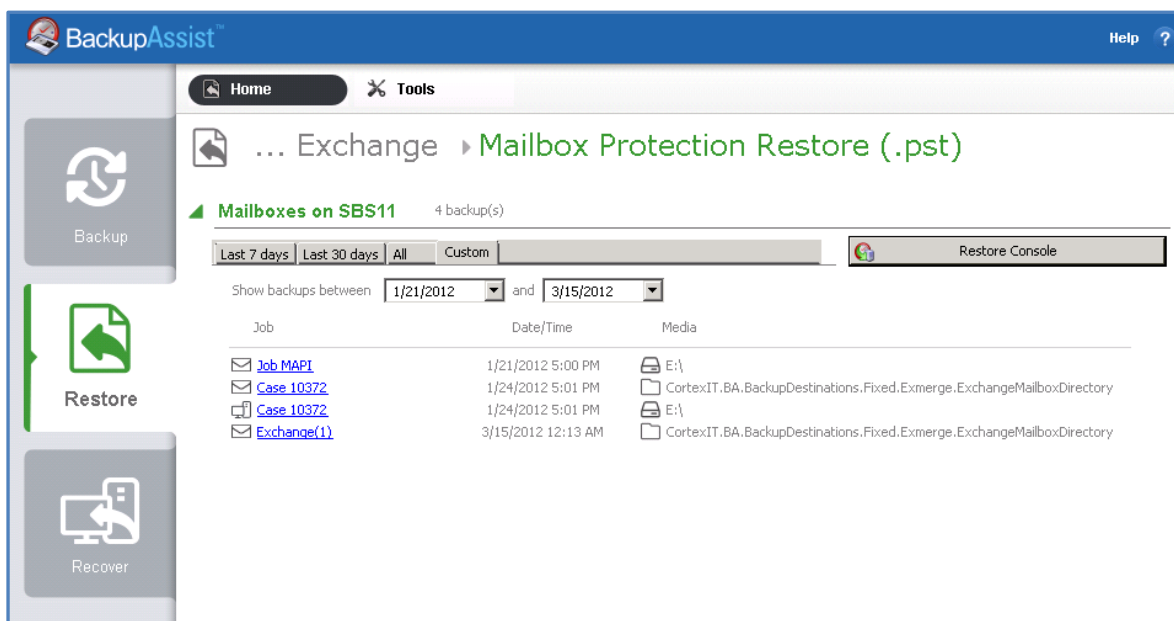 BackupAssist™
Help ?
Home Tools
... Exchange Mailbox Protection Restore (.pst)
Backup
Mailboxes on SBS11 4 backup(s)
Last 7 days Last 30 days All Custom Restore Console
Show backups between 1/21/2012 and 3/15/2012
Job Date/Time Media
Job MAPI 1/21/2012 5:00 PM E:\
Case 10372 1/24/2012 5:01 PM CortexIT.BA.BackupDestinations.Fixed.Exmerge.ExchangeMailboxDirectory
Case 10372 1/24/2012 5:01 PM E:\
Exchange(1) 3/15/2012 12:13 AM CortexIT.BA.BackupDestinations.Fixed.Exmerge.ExchangeMailboxDirectory
Restore
Recover